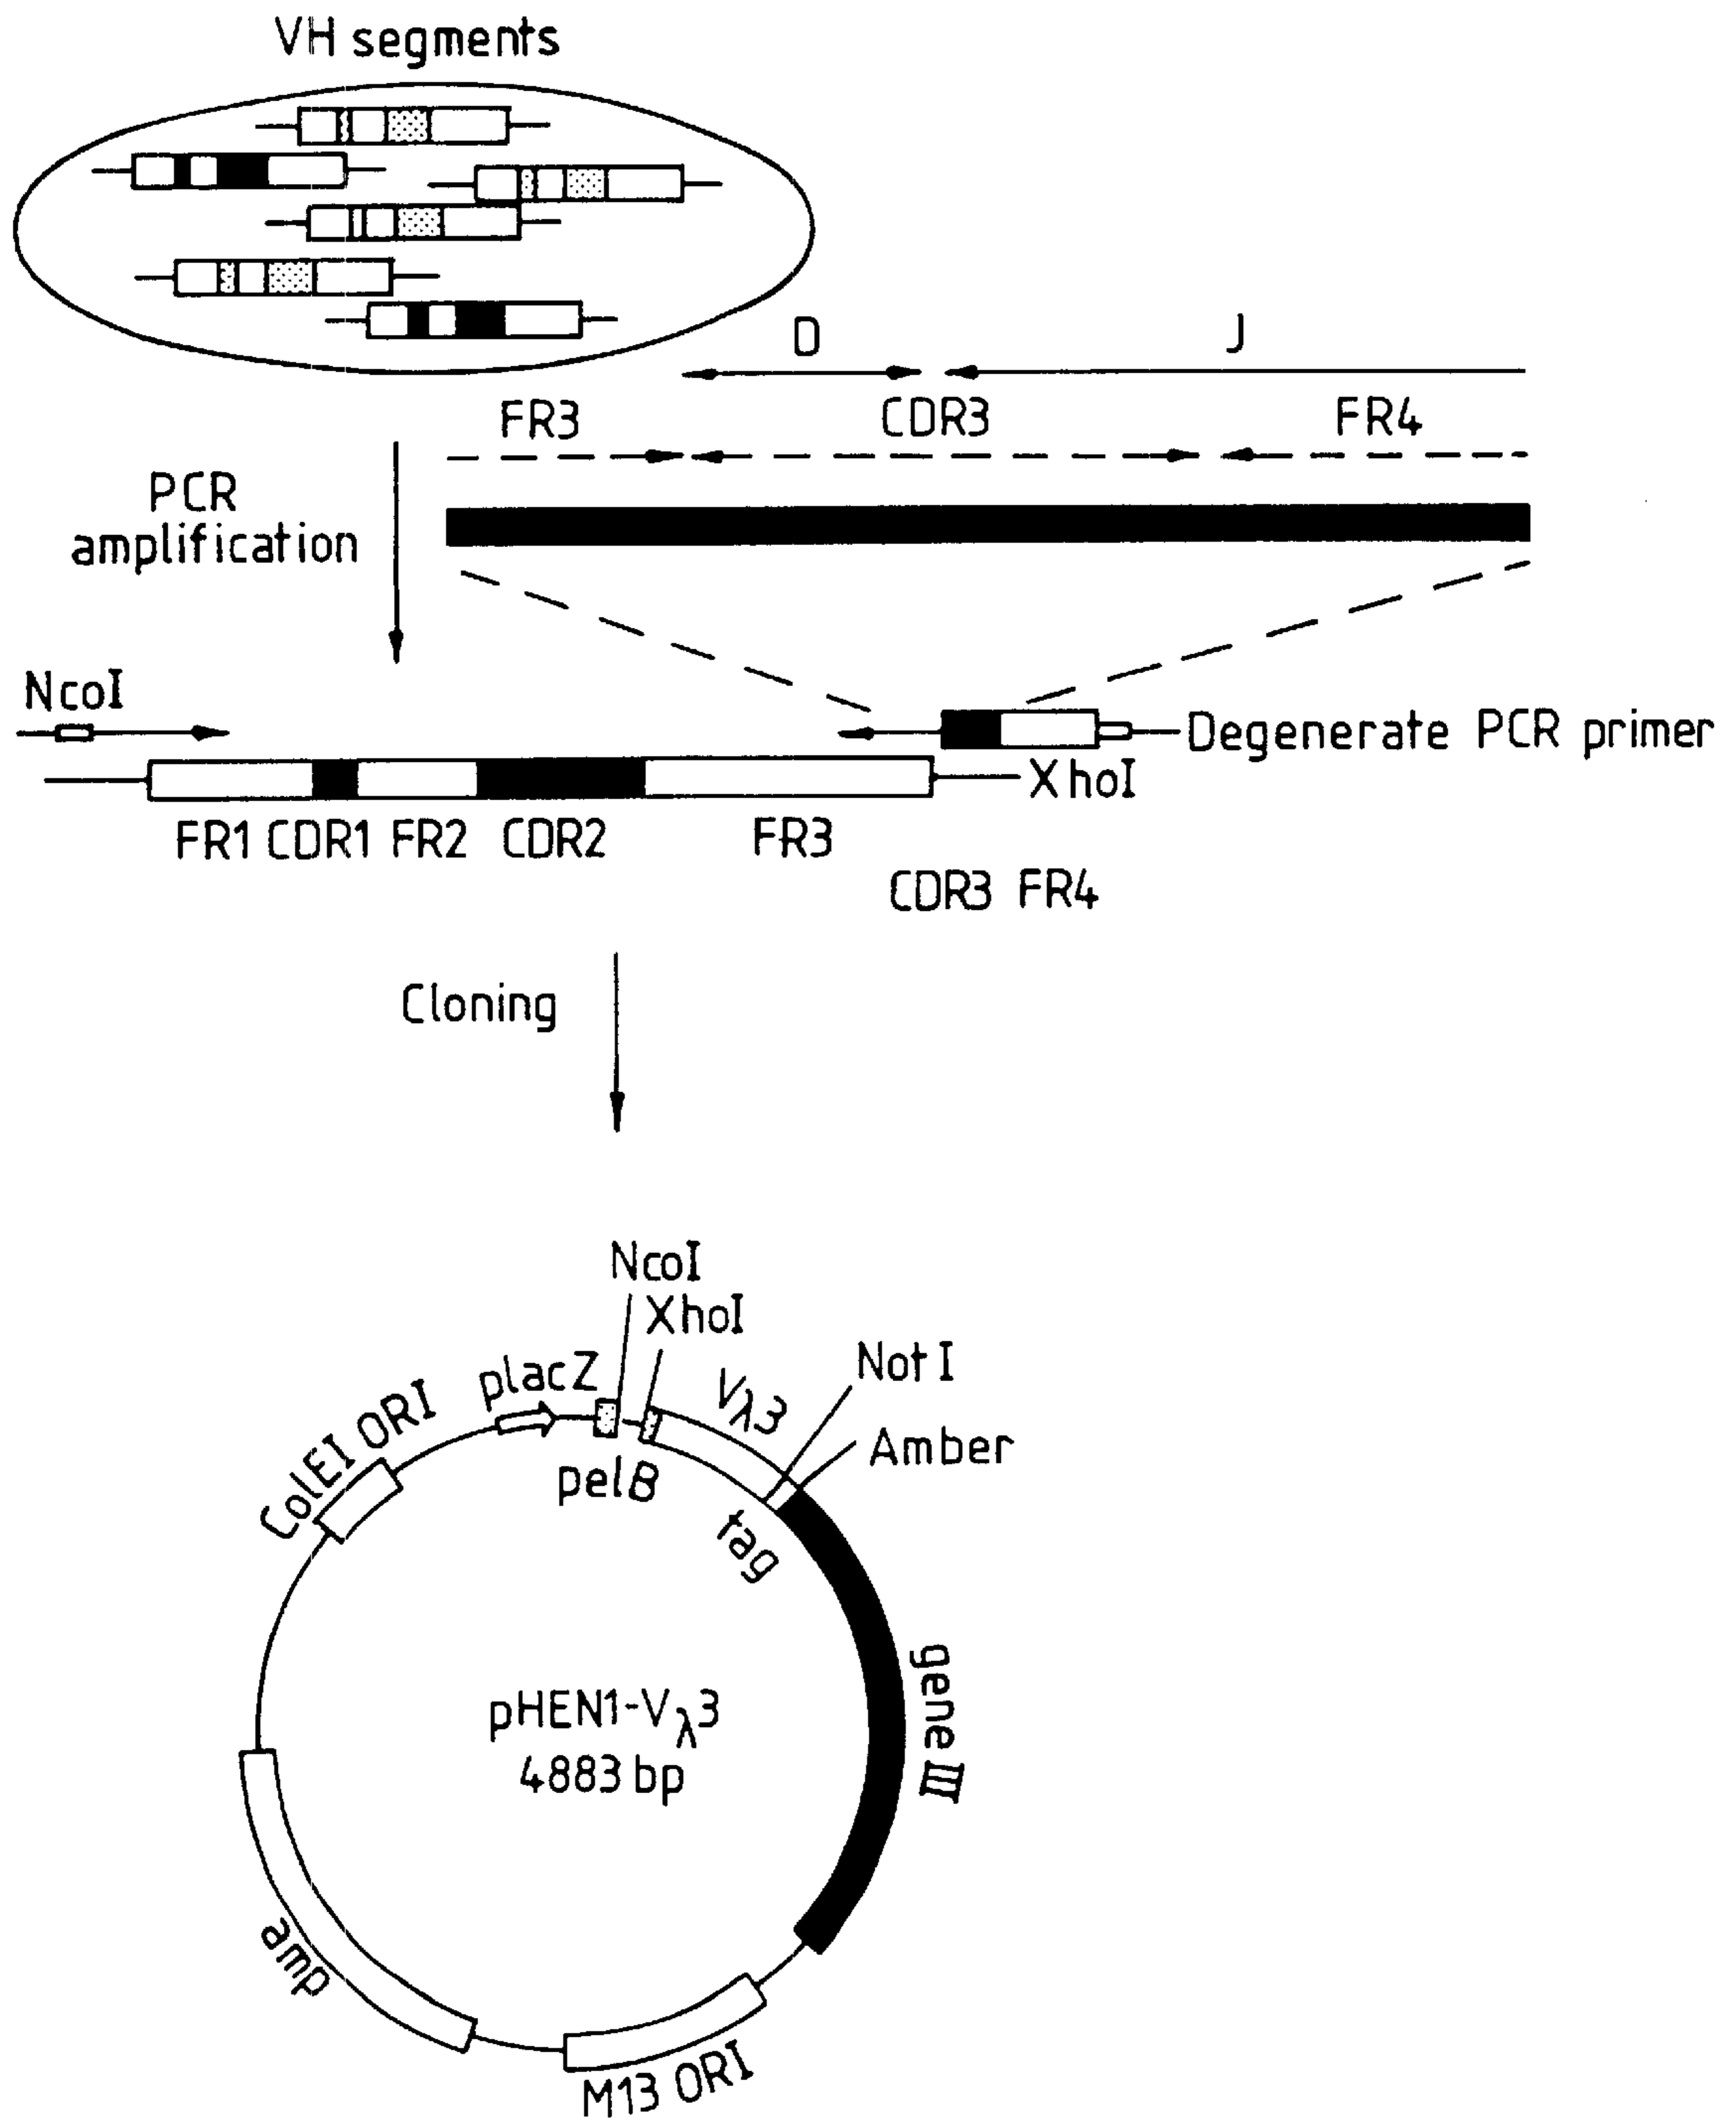 VH segments
D
J
FR3
CDR3
FR4
PCR
amplification
NcoI
Degenerate PCR primer
XhoI
FR1 CDR1 FR2 CDR2 FR3
CDR3 FR4
Cloning
NcoI
XhoI
NotI
placZ
Vλ3
ColEI ORI
Amber
pelB
tag
gene III
pHEN1-Vλ3
4883 bp
amp
M13 ORI